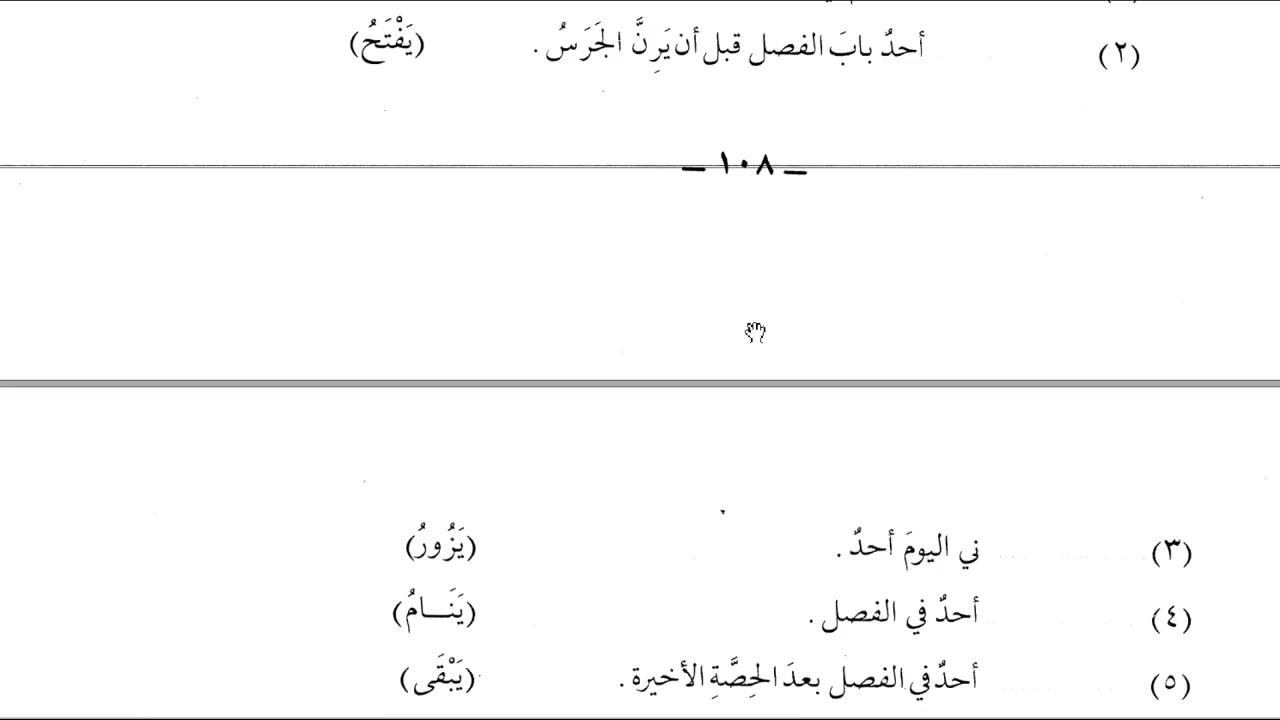 (٢) أحدٌ بابَ الفصل قبل أن يَرِنَّ الجَرَسُ . (يَفْتَحُ)
– ١٠٨ –
(٣) ني اليومَ أحدٌ . (يَزُورُ)
(٤) أحدٌ في الفصل . (يَنَـامُ)
(٥) أحدٌ في الفصل بعدَ الحِصَّةِ الأخيرة . (يَبْقَى)